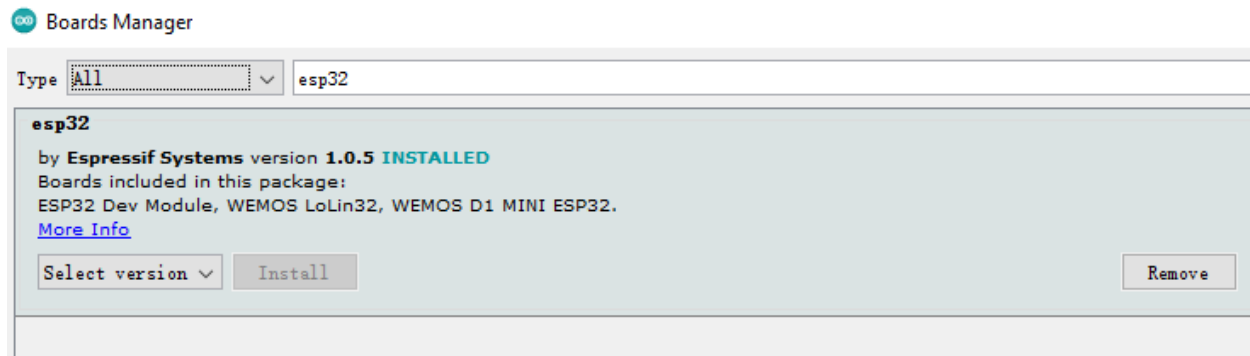 Boards Manager
Type All esp32
esp32
by Espressif Systems version 1.0.5 INSTALLED
Boards included in this package:
ESP32 Dev Module, WEMOS LoLin32, WEMOS D1 MINI ESP32.
More Info
Select version Install Remove